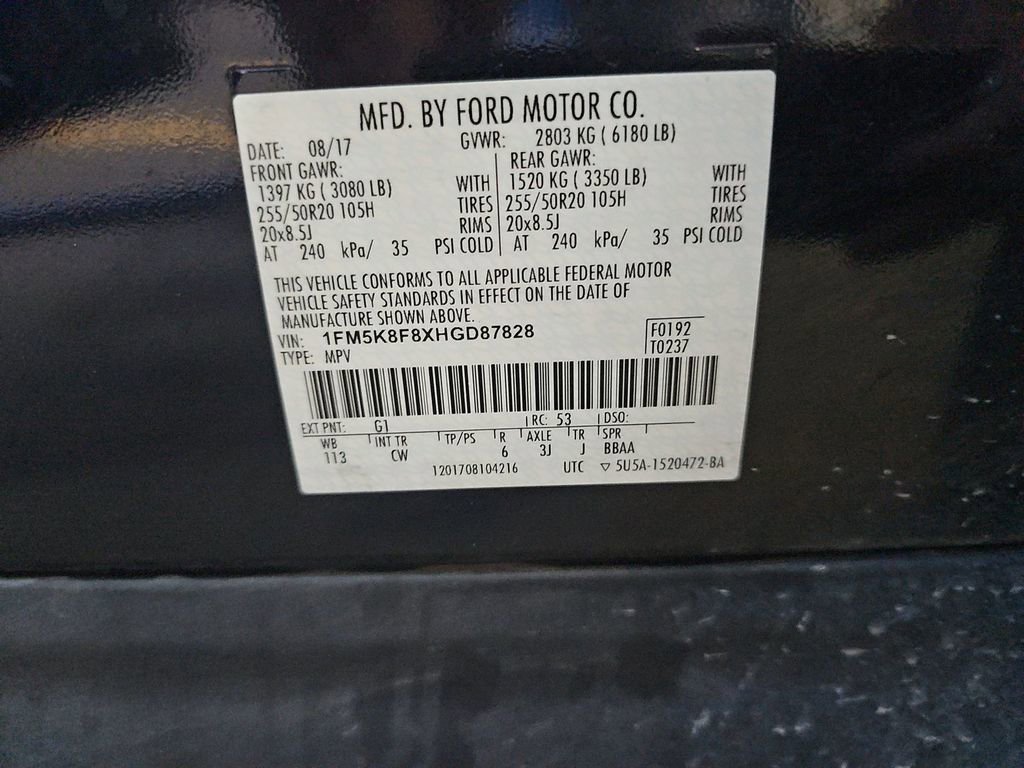 MFD. BY FORD MOTOR CO.
DATE: 08/17 GVWR: 2803 KG ( 6180 LB)
FRONT GAWR: REAR GAWR:
1397 KG ( 3080 LB) WITH 1520 KG ( 3350 LB) WITH
255/50R20 105H TIRES 255/50R20 105H TIRES
20x8.5J RIMS 20x8.5J RIMS
AT 240 kPa/ 35 PSI COLD AT 240 kPa/ 35 PSI COLD
THIS VEHICLE CONFORMS TO ALL APPLICABLE FEDERAL MOTOR
VEHICLE SAFETY STANDARDS IN EFFECT ON THE DATE OF
MANUFACTURE SHOWN ABOVE.
VIN: 1FM5K8F8XHGD87828 F0192
TYPE: MPV T0237
EXT PNT: G1 RC: 53 DSO:
WB INT TR TP/PS R AXLE TR SPR
113 CW 6 3J J BBAA
1201708104216 UTC ▽ 5U5A-1520472-BA